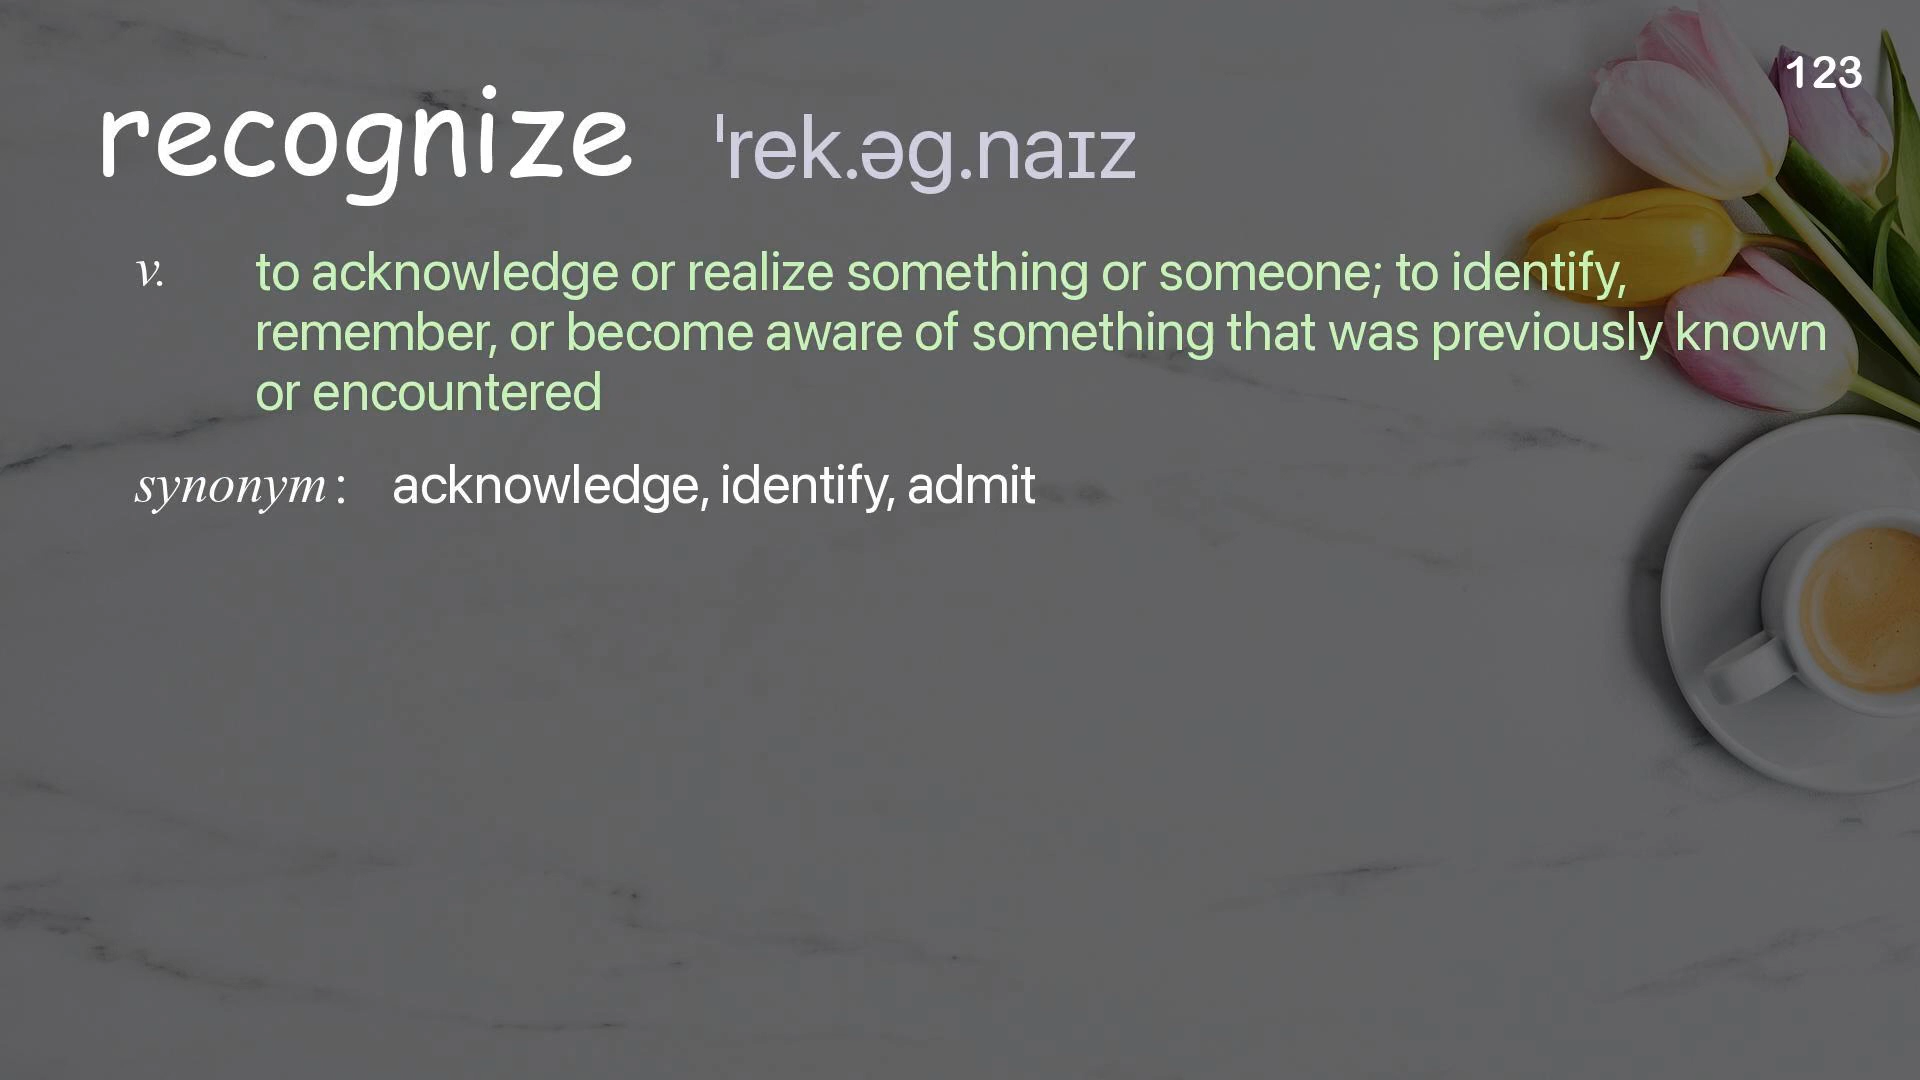 123
recognize ˈrek.əg.naɪz
v. to acknowledge or realize something or someone; to identify,
remember, or become aware of something that was previously known
or encountered
synonym: acknowledge, identify, admit